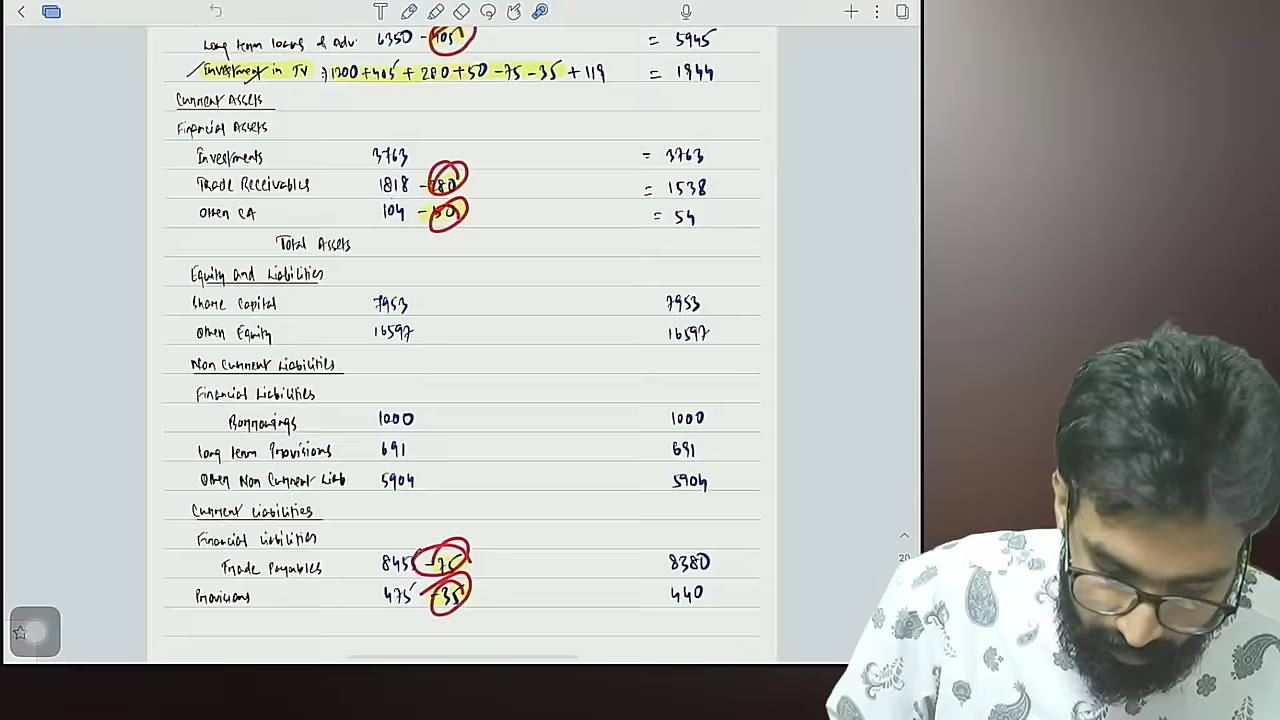 Long term loans & adv. 6350 - 405 = 5945
Investment in JV 1200 + 405 + 280 + 50 - 75 - 35 + 119 = 1944
Current Assets
Financial Assets
Investments 3763 = 3763
Trade Receivables 1818 - 280 = 1538
Other CA 104 - 50 = 54
Total Assets
Equity and Liabilities
Share Capital 7953 7953
Other Equity 16597 16597
Non Current Liabilities
Financial Liabilities
Borrowings 1000 1000
Long term Provisions 691 691
Other Non Current Liab 5904 5904
Current Liabilities
Financial Liabilities
Trade Payables 8455 - 75 8380
Provisions 475 - 35 440